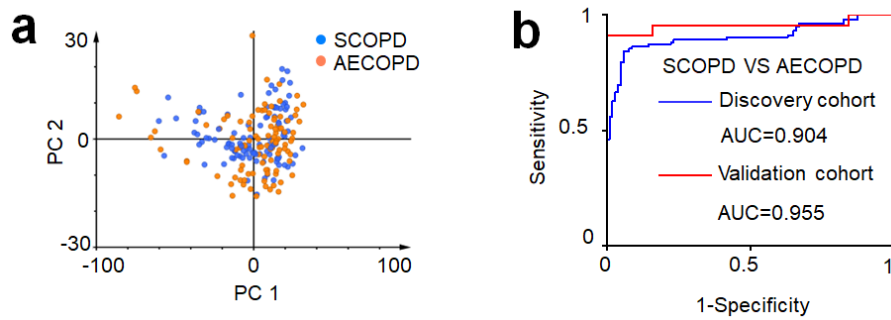 a
30
0
-30
PC 2
-100
0
100
PC 1
SCOPD
AECOPD
b
1
0.5
0
Sensitivity
SCOPD VS AECOPD
Discovery cohort
AUC=0.904
Validation cohort
AUC=0.955
0
0.5
1
1-Specificity